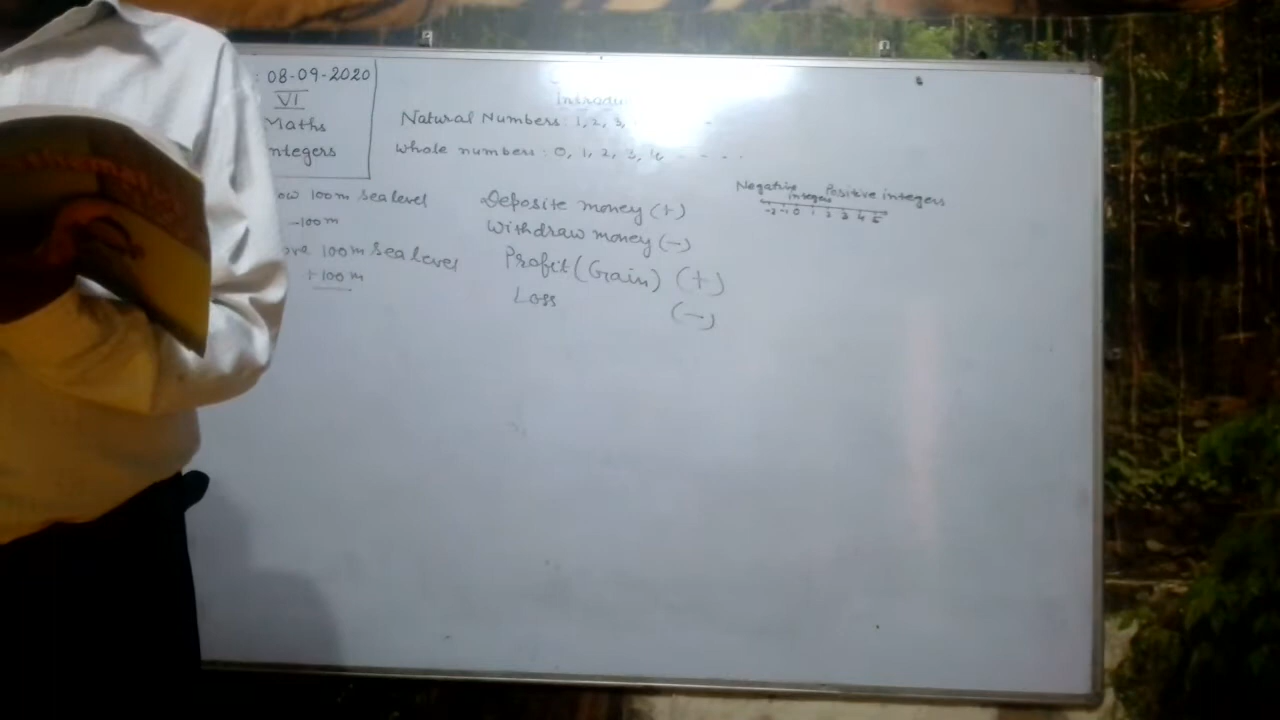 : 08-09-2020
VI
Maths
ntegers
Introdu
Natural Numbers : 1, 2, 3,
Whole numbers : 0, 1, 2, 3, 4, - - - - -
ow 100m Sea level
-100m
ove 100m Sea level
+100m
Deposite money (+)
Withdraw money (-)
Profit (Gain) (+)
Loss (-)
Negative integers Positive integers
-2 -1 0 1 2 3 4 5